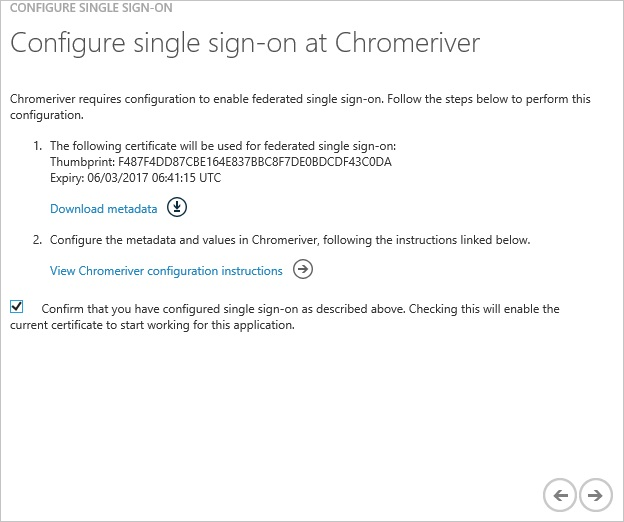 CONFIGURE SINGLE SIGN-ON
Configure single sign-on at Chromeriver
Chromeriver requires configuration to enable federated single sign-on. Follow the steps below to perform this
configuration.
1. The following certificate will be used for federated single sign-on:
Thumbprint: F487F4DD87CBE164E837BBC8F7DE0BDCDF43C0DA
Expiry: 06/03/2017 06:41:15 UTC
Download metadata
2. Configure the metadata and values in Chromeriver, following the instructions linked below.
View Chromeriver configuration instructions
Confirm that you have configured single sign-on as described above. Checking this will enable the
current certificate to start working for this application.